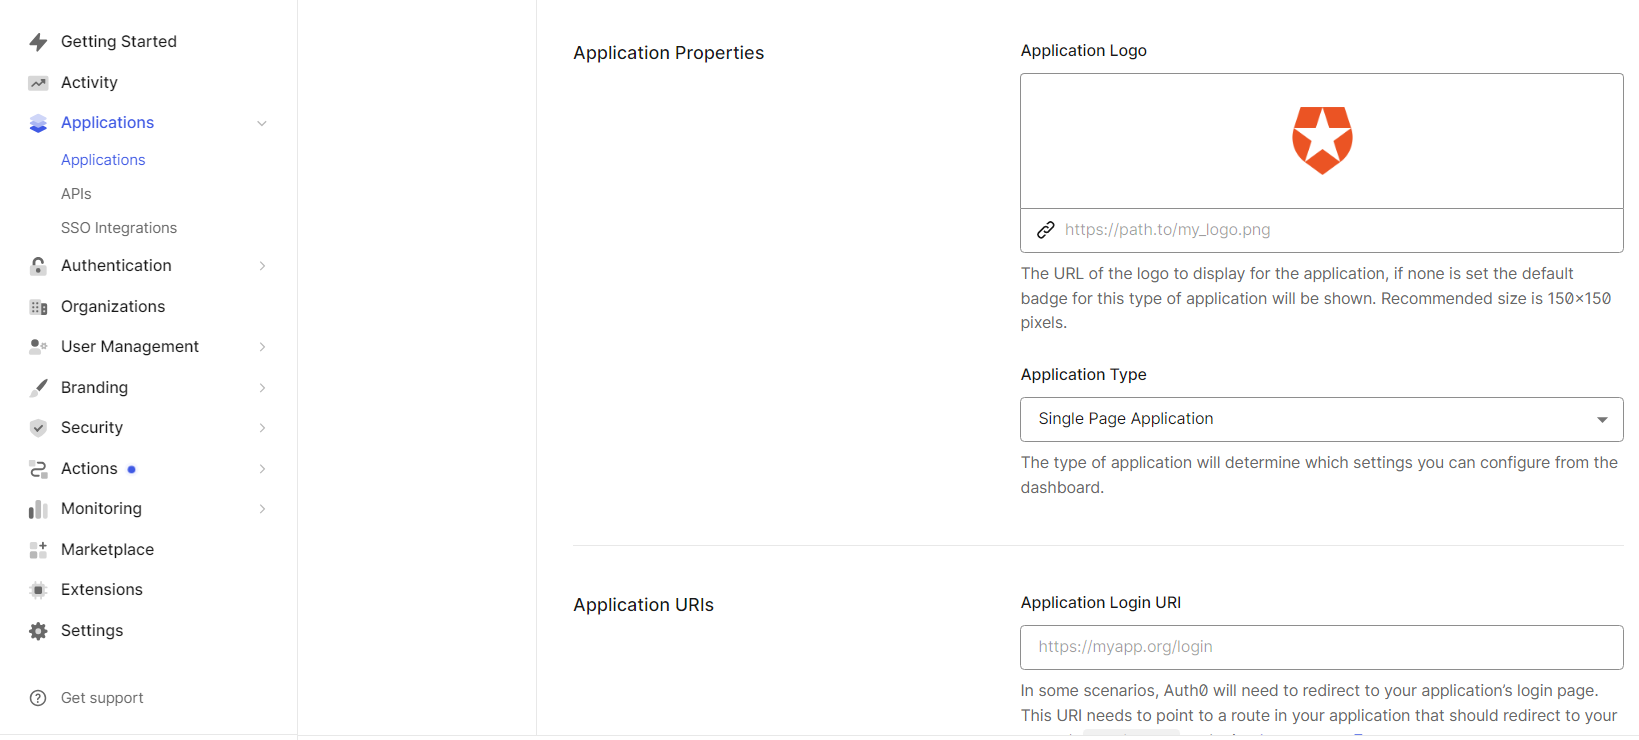 Getting Started
Activity
Applications
Applications
APIs
SSO Integrations
Authentication
Organizations
User Management
Branding
Security
Actions
Monitoring
Marketplace
Extensions
Settings
Get support
Application Properties
Application Logo
https://path.to/my_logo.png
The URL of the logo to display for the application, if none is set the default
badge for this type of application will be shown. Recommended size is 150×150
pixels.
Application Type
Single Page Application
The type of application will determine which settings you can configure from the
dashboard.
Application URIs
Application Login URI
https://myapp.org/login
In some scenarios, Auth0 will need to redirect to your application’s login page.
This URI needs to point to a route in your application that should redirect to your